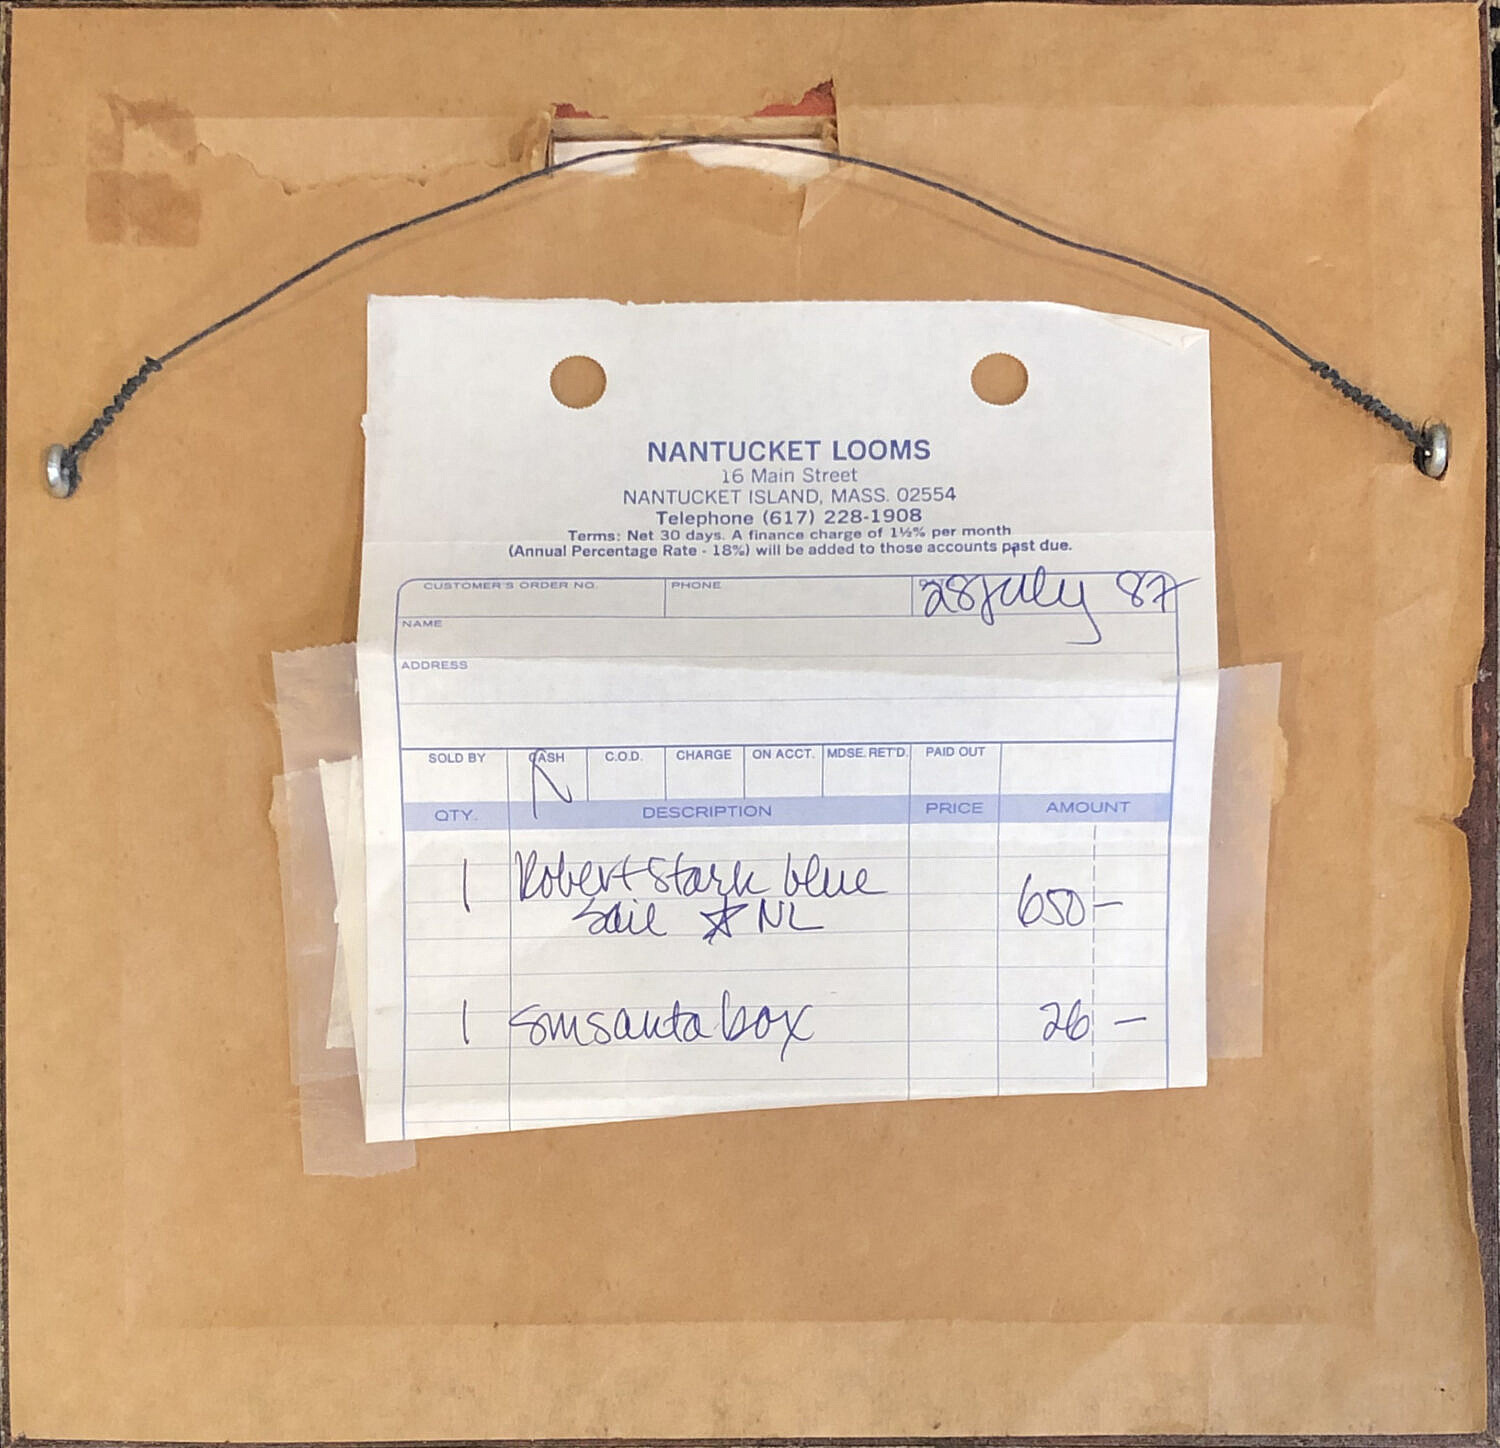 NANTUCKET LOOMS
16 Main Street
NANTUCKET ISLAND, MASS. 02554
Telephone (617) 228-1908
Terms: Net 30 days. A finance charge of 1½% per month
(Annual Percentage Rate - 18%) will be added to those accounts past due.
CUSTOMER'S ORDER NO. PHONE 28 July 87
NAME
ADDRESS
SOLD BY CASH C.O.D. CHARGE ON ACCT. MDSE. RET'D. PAID OUT
QTY. DESCRIPTION PRICE AMOUNT
1 Robert Stark blue
Sail ☆ NL 650 —
1 sm santa box 26 —